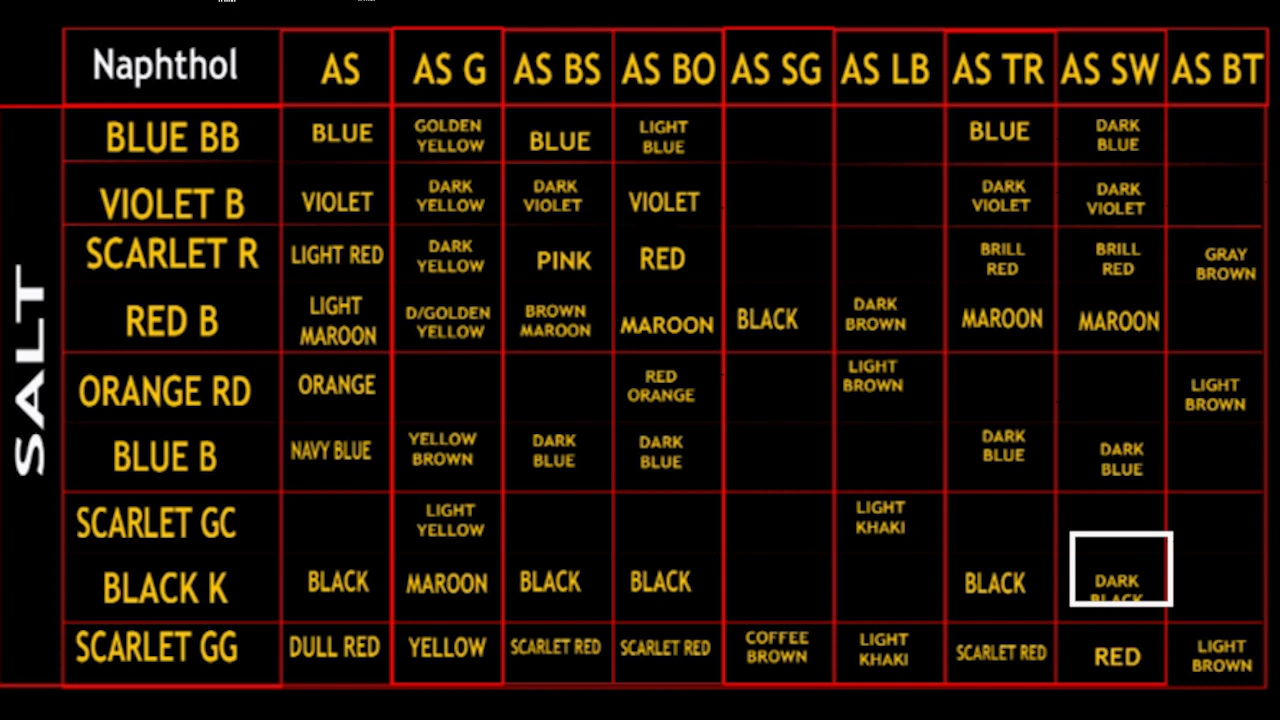 Naphthol AS AS G AS BS AS BO AS SG AS LB AS TR AS SW AS BT
SALT
BLUE BB BLUE GOLDEN YELLOW BLUE LIGHT BLUE BLUE DARK BLUE
VIOLET B VIOLET DARK YELLOW DARK VIOLET VIOLET DARK VIOLET DARK VIOLET
SCARLET R LIGHT RED DARK YELLOW PINK RED BRILL RED BRILL RED GRAY BROWN
RED B LIGHT MAROON D/GOLDEN YELLOW BROWN MAROON MAROON BLACK DARK BROWN MAROON MAROON
ORANGE RD ORANGE RED ORANGE LIGHT BROWN LIGHT BROWN
BLUE B NAVY BLUE YELLOW BROWN DARK BLUE DARK BLUE DARK BLUE DARK BLUE
SCARLET GC LIGHT YELLOW LIGHT KHAKI
BLACK K BLACK MAROON BLACK BLACK BLACK DARK BLACK
SCARLET GG DULL RED YELLOW SCARLET RED SCARLET RED COFFEE BROWN LIGHT KHAKI SCARLET RED RED LIGHT BROWN